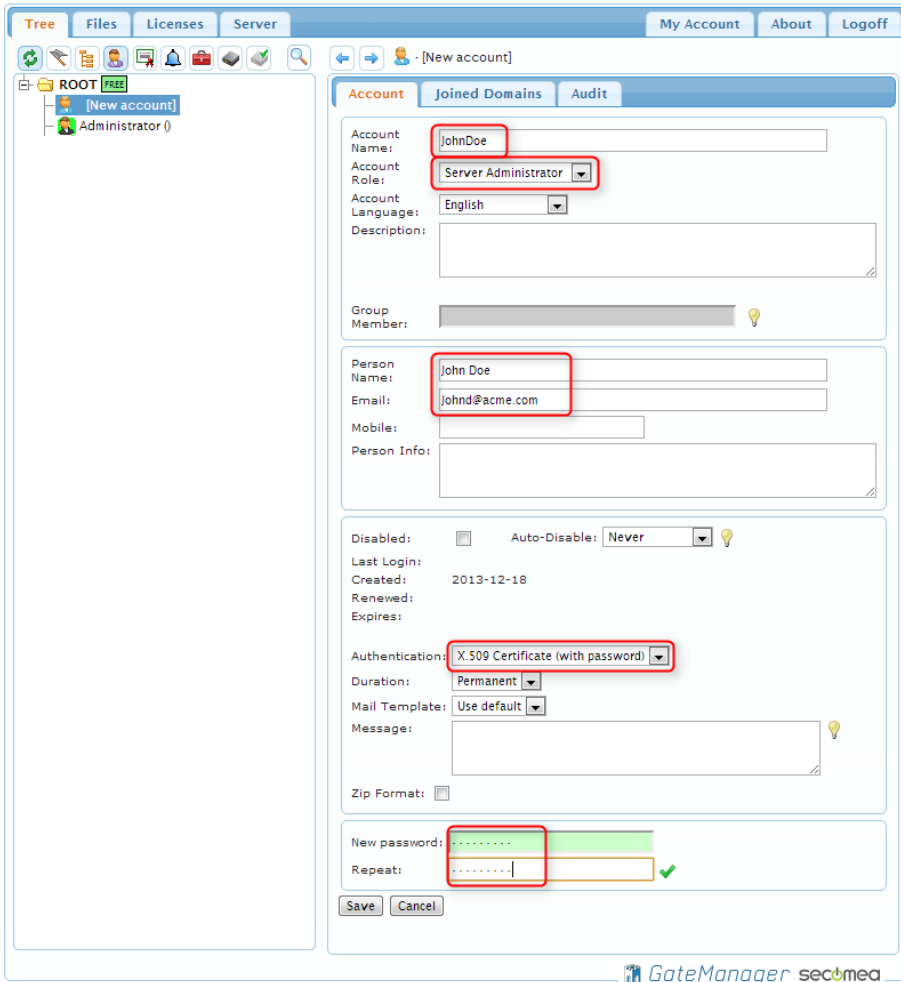 Tree Files Licenses Server My Account About Logoff
- [New account]
ROOT FREE
[New account]
Administrator ()
Account Joined Domains Audit
Account Name: JohnDoe
Account Role: Server Administrator
Account Language: English
Description:
Group Member:
Person Name: John Doe
Email: Johnd@acme.com
Mobile:
Person Info:
Disabled: Auto-Disable: Never
Last Login:
Created: 2013-12-18
Renewed:
Expires:
Authentication: X.509 Certificate (with password)
Duration: Permanent
Mail Template: Use default
Message:
Zip Format:
New password: .........
Repeat: .........
Save Cancel
GateManager secomea